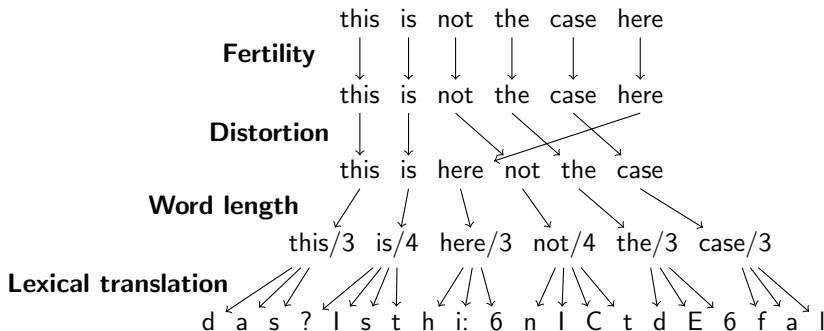 this is not the case here
Fertility
this is not the case here
Distortion
this is here not the case
Word length
this/3 is/4 here/3 not/4 the/3 case/3
Lexical translation
d a s ? I s t h i: 6 n I C t d E 6 f a l